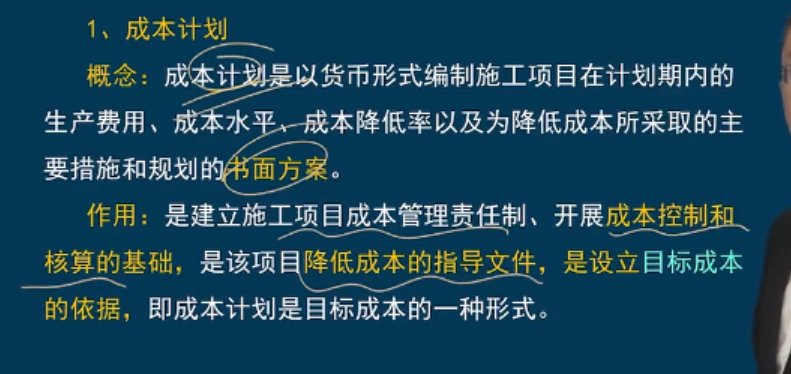 1、成本计划
概念：成本计划是以货币形式编制施工项目在计划期内的
生产费用、成本水平、成本降低率以及为降低成本所采取的主
要措施和规划的书面方案。
作用：是建立施工项目成本管理责任制、开展成本控制和
核算的基础，是该项目降低成本的指导文件，是设立目标成本
的依据，即成本计划是目标成本的一种形式。